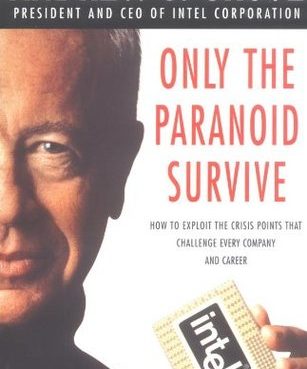 PRESIDENT AND CEO OF INTEL CORPORATION
ONLY THE
PARANOID
SURVIVE
HOW TO EXPLOIT THE CRISIS POINTS THAT
CHALLENGE EVERY COMPANY
AND CAREER
intel